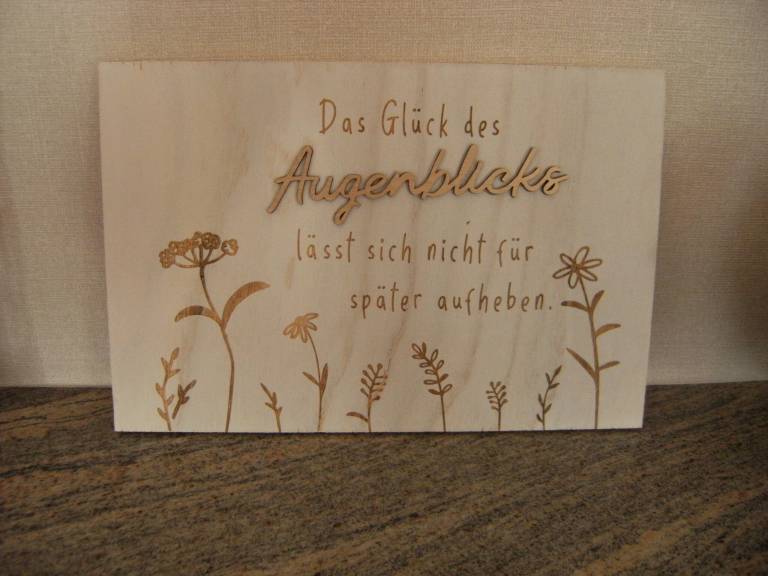 Das Glück des
Augenblicks
lässt sich nicht für
später aufheben.